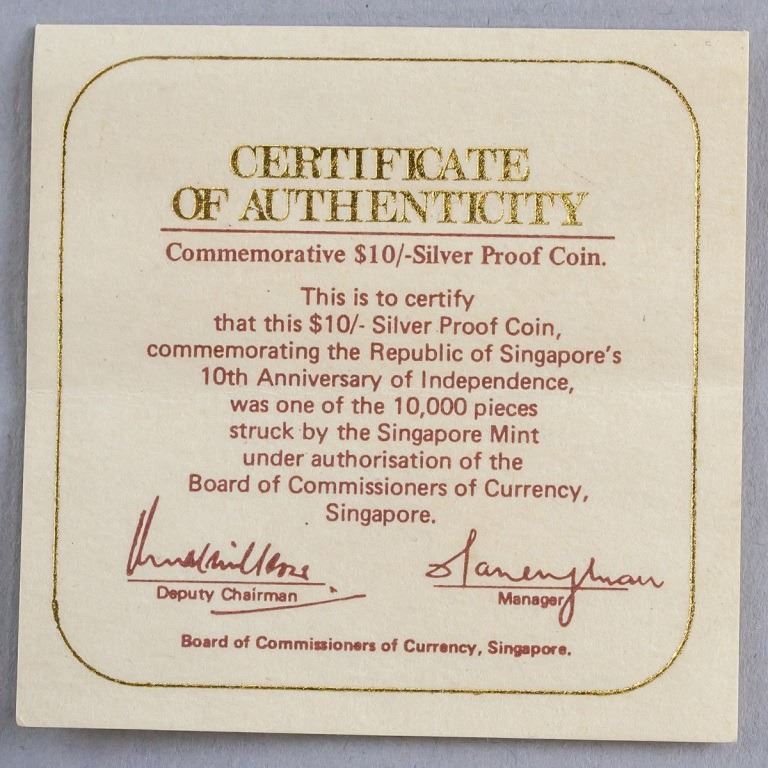 CERTIFICATE
OF AUTHENTICITY
Commemorative $10/-Silver Proof Coin.
This is to certify
that this $10/- Silver Proof Coin,
commemorating the Republic of Singapore's
10th Anniversary of Independence,
was one of the 10,000 pieces
struck by the Singapore Mint
under authorisation of the
Board of Commissioners of Currency,
Singapore.
Deputy Chairman
Manager
Board of Commissioners of Currency, Singapore.